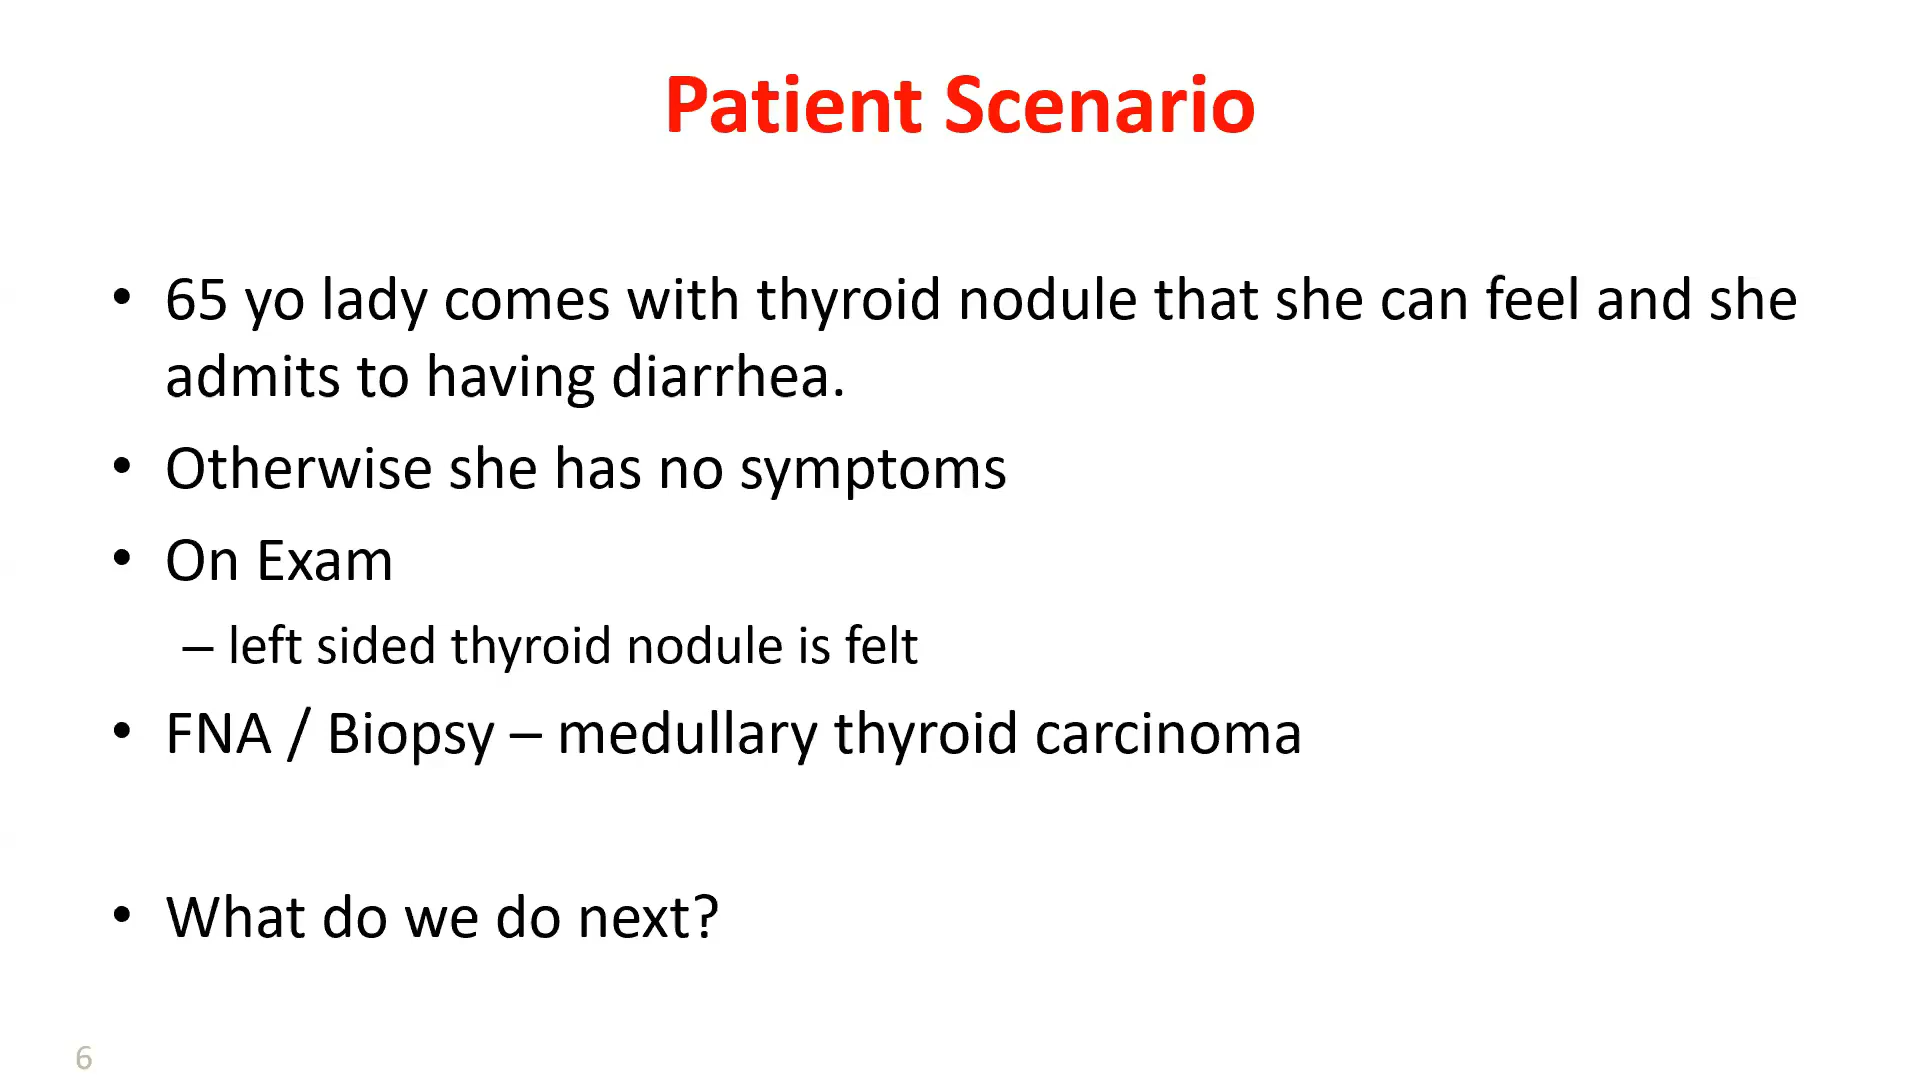 Patient Scenario
• 65 yo lady comes with thyroid nodule that she can feel and she
admits to having diarrhea.
• Otherwise she has no symptoms
• On Exam
– left sided thyroid nodule is felt
• FNA / Biopsy – medullary thyroid carcinoma
• What do we do next?
6